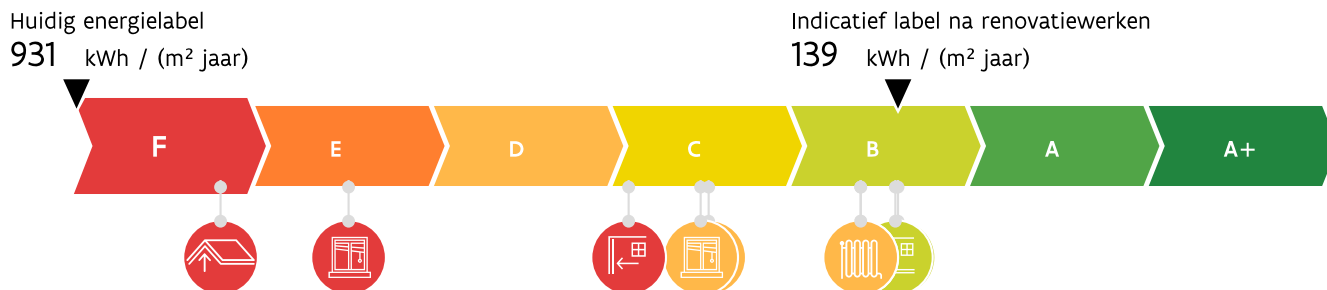 Huidig energielabel
931 kWh / (m² jaar)
Indicatief label na renovatiewerken
139 kWh / (m² jaar)
F E D C B A A+